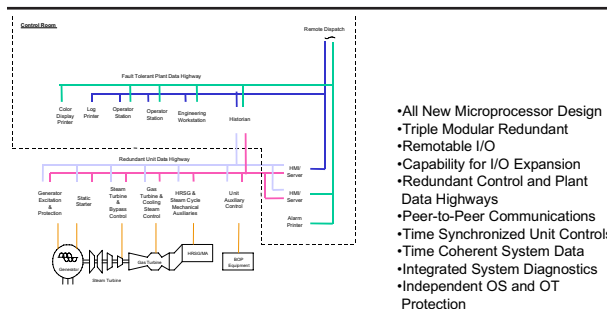 Control Room
Remote Dispatch
Fault Tolerant Plant Data Highway
Color
Display
Printer
Log
Printer
Operator
Station
Operator
Station
Engineering
Workstation
Historian
Redundant Unit Data Highway
HMI/
Server
Generator
Excitation
&
Protection
Static
Starter
Steam
Turbine
&
Bypass
Control
Gas
Turbine &
Cooling
Steam
Control
HRSG &
Steam Cycle
Mechanical
Auxiliaries
Unit
Auxiliary
Control
HMI/
Server
Alarm
Printer
Generator
Steam Turbine
Gas Turbine
HRSG/MA
BOP
Equipment
•All New Microprocessor Design
•Triple Modular Redundant
•Remotable I/O
•Capability for I/O Expansion
•Redundant Control and Plant
Data Highways
•Peer-to-Peer Communications
•Time Synchronized Unit Controls
•Time Coherent System Data
•Integrated System Diagnostics
•Independent OS and OT
Protection